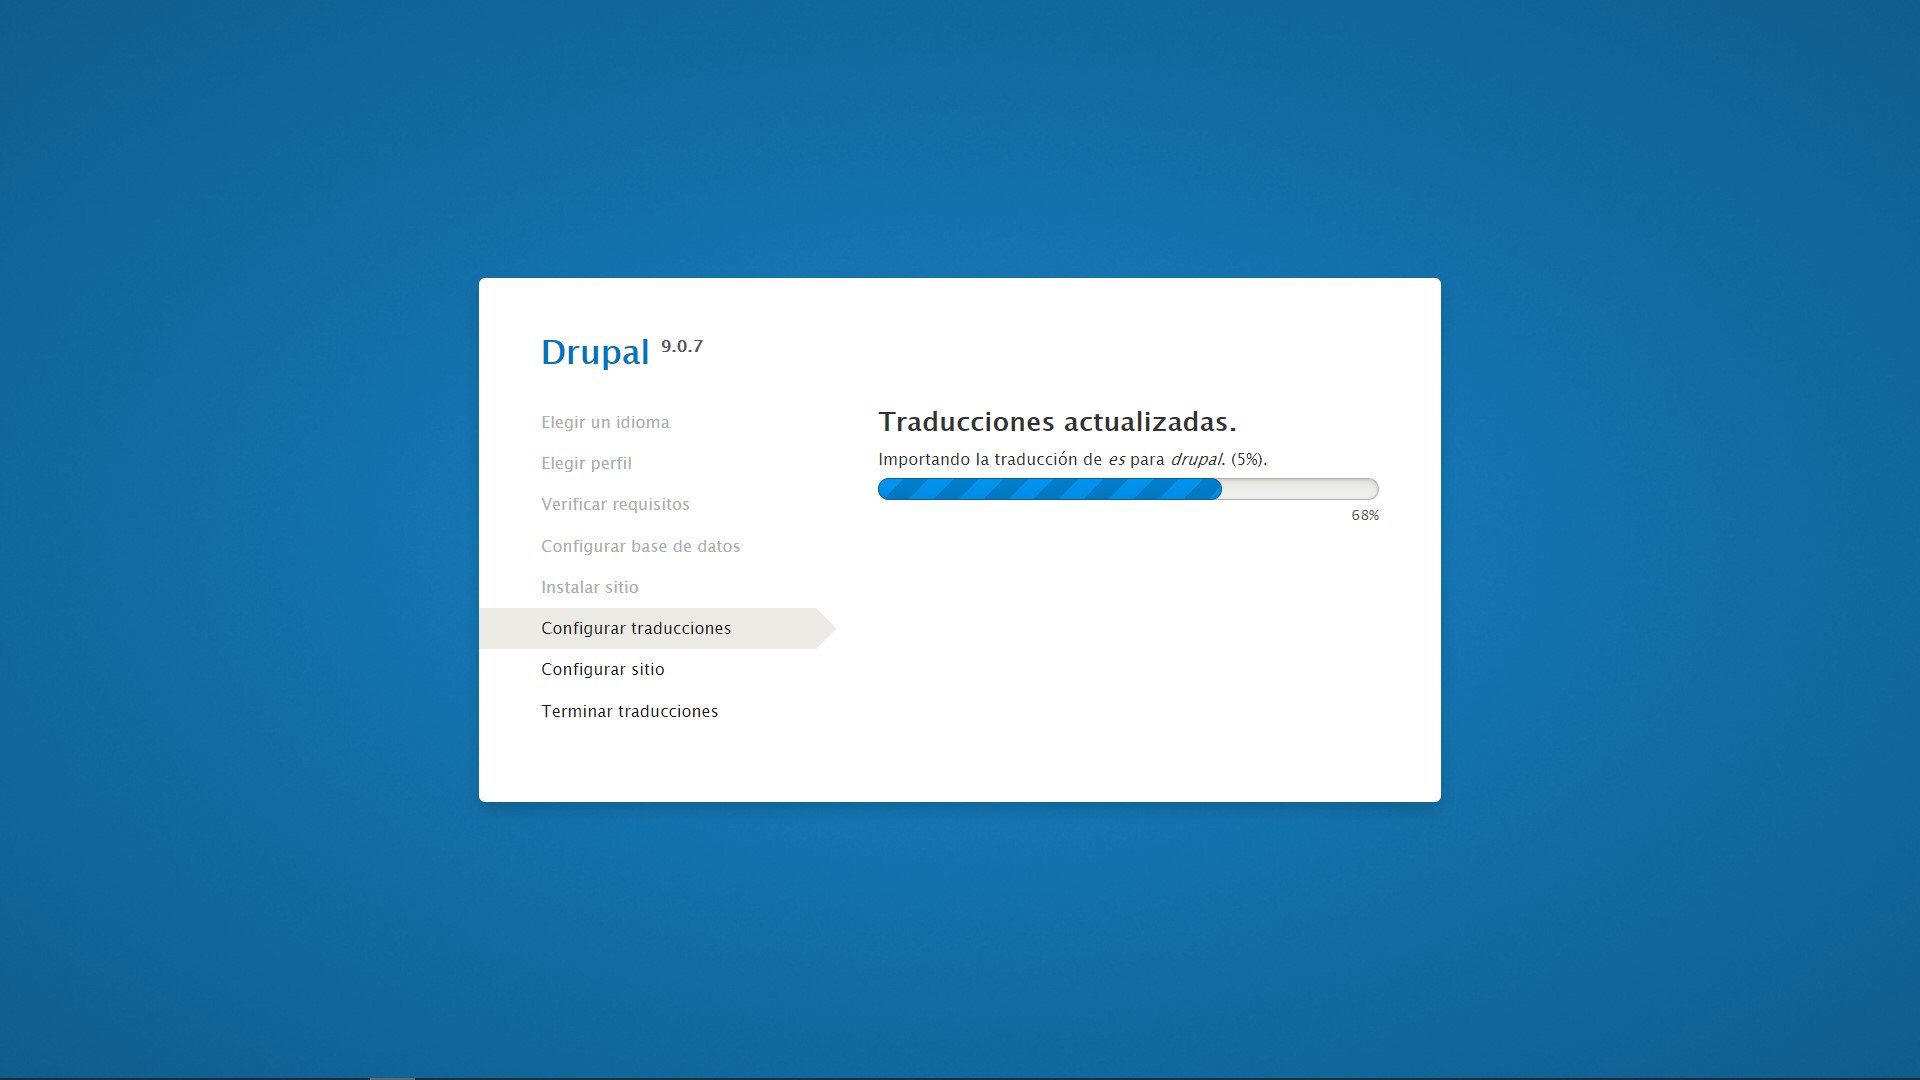 Drupal 9.0.7
Elegir un idioma
Elegir perfil
Verificar requisitos
Configurar base de datos
Instalar sitio
Configurar traducciones
Configurar sitio
Terminar traducciones
Traducciones actualizadas.
Importando la traducción de es para drupal. (5%).
68%